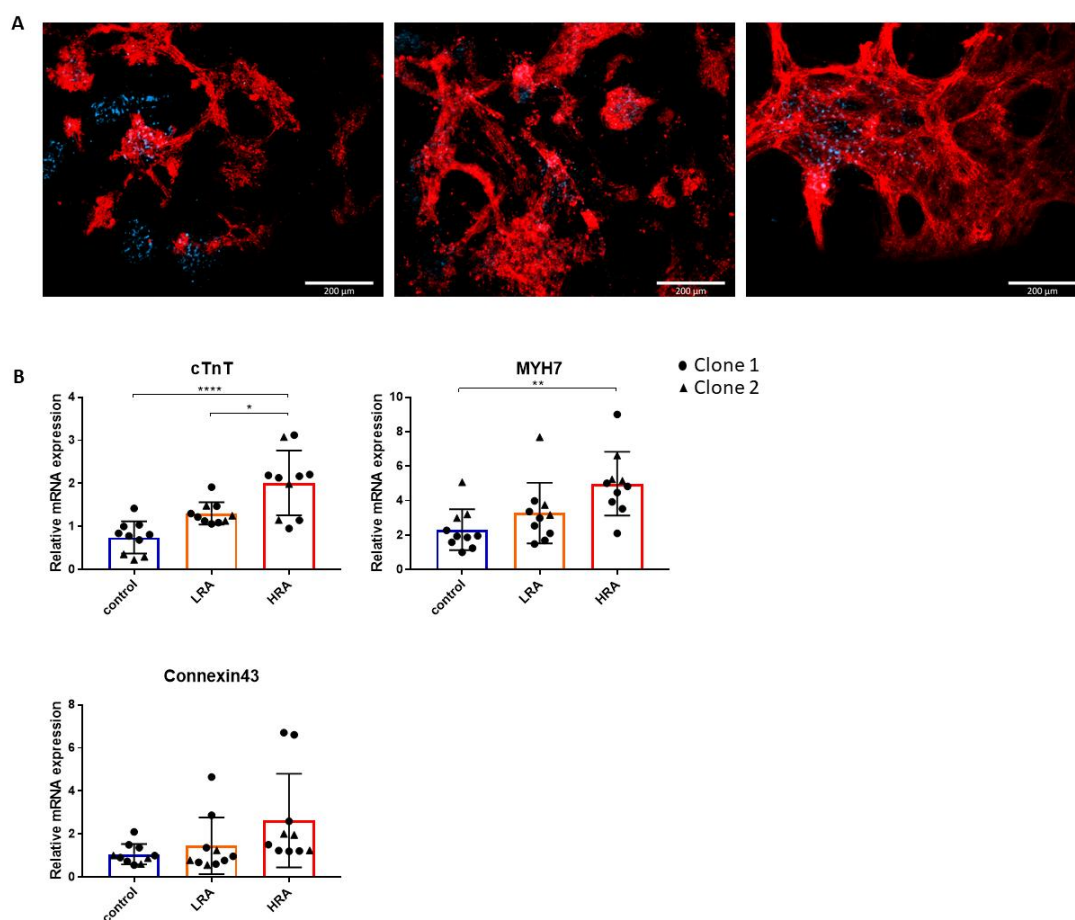 A
200 µm
200 µm
200 µm
B
cTnT
Relative mRNA expression
4
3
2
1
0
****
*
control
LRA
HRA
MYH7
Relative mRNA expression
10
8
6
4
2
0
**
control
LRA
HRA
Clone 1
Clone 2
Connexin43
Relative mRNA expression
8
6
4
2
0
control
LRA
HRA